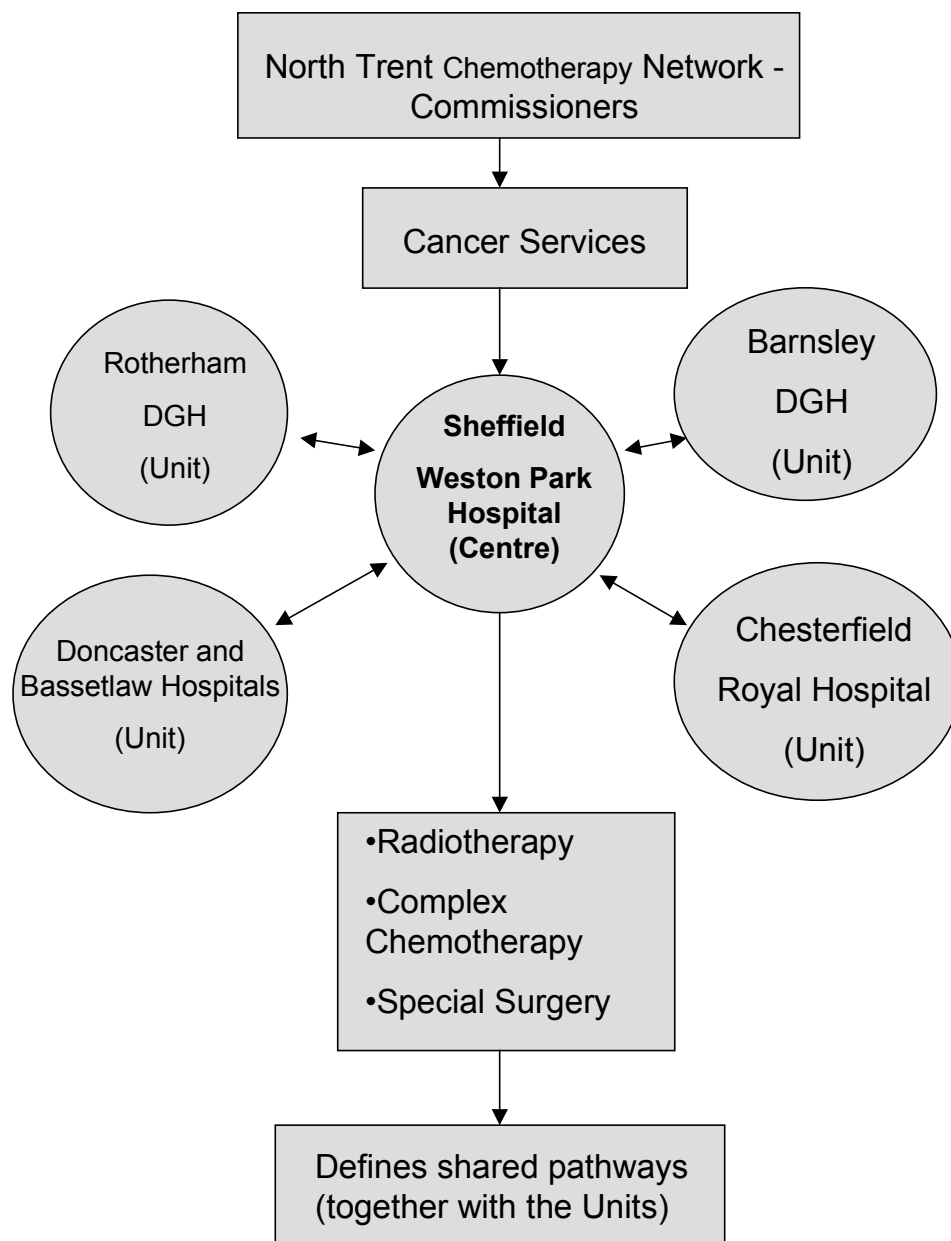 North Trent Chemotherapy Network -
Commissioners
Cancer Services
Rotherham
DGH
(Unit)
Barnsley
DGH
(Unit)
Sheffield
Weston Park
Hospital
(Centre)
Doncaster and
Bassetlaw Hospitals
(Unit)
Chesterfield
Royal Hospital
(Unit)
•Radiotherapy
•Complex
Chemotherapy
•Special Surgery
Defines shared pathways
(together with the Units)